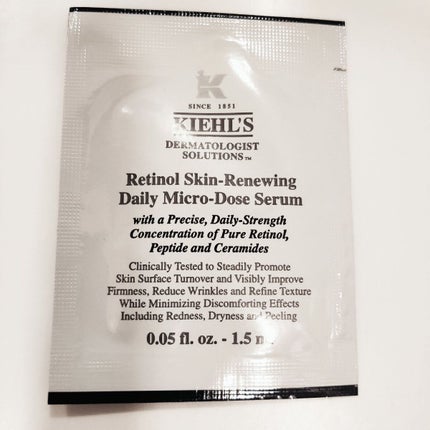 K
SINCE 1851
KIEHL'S
DERMATOLOGIST
SOLUTIONS™
Retinol Skin-Renewing
Daily Micro-Dose Serum
with a Precise, Daily-Strength
Concentration of Pure Retinol,
Peptide and Ceramides
Clinically Tested to Steadily Promote
Skin Surface Turnover and Visibly Improve
Firmness, Reduce Wrinkles and Refine Texture
While Minimizing Discomforting Effects
Including Redness, Dryness and Peeling
0.05 fl. oz. - 1.5